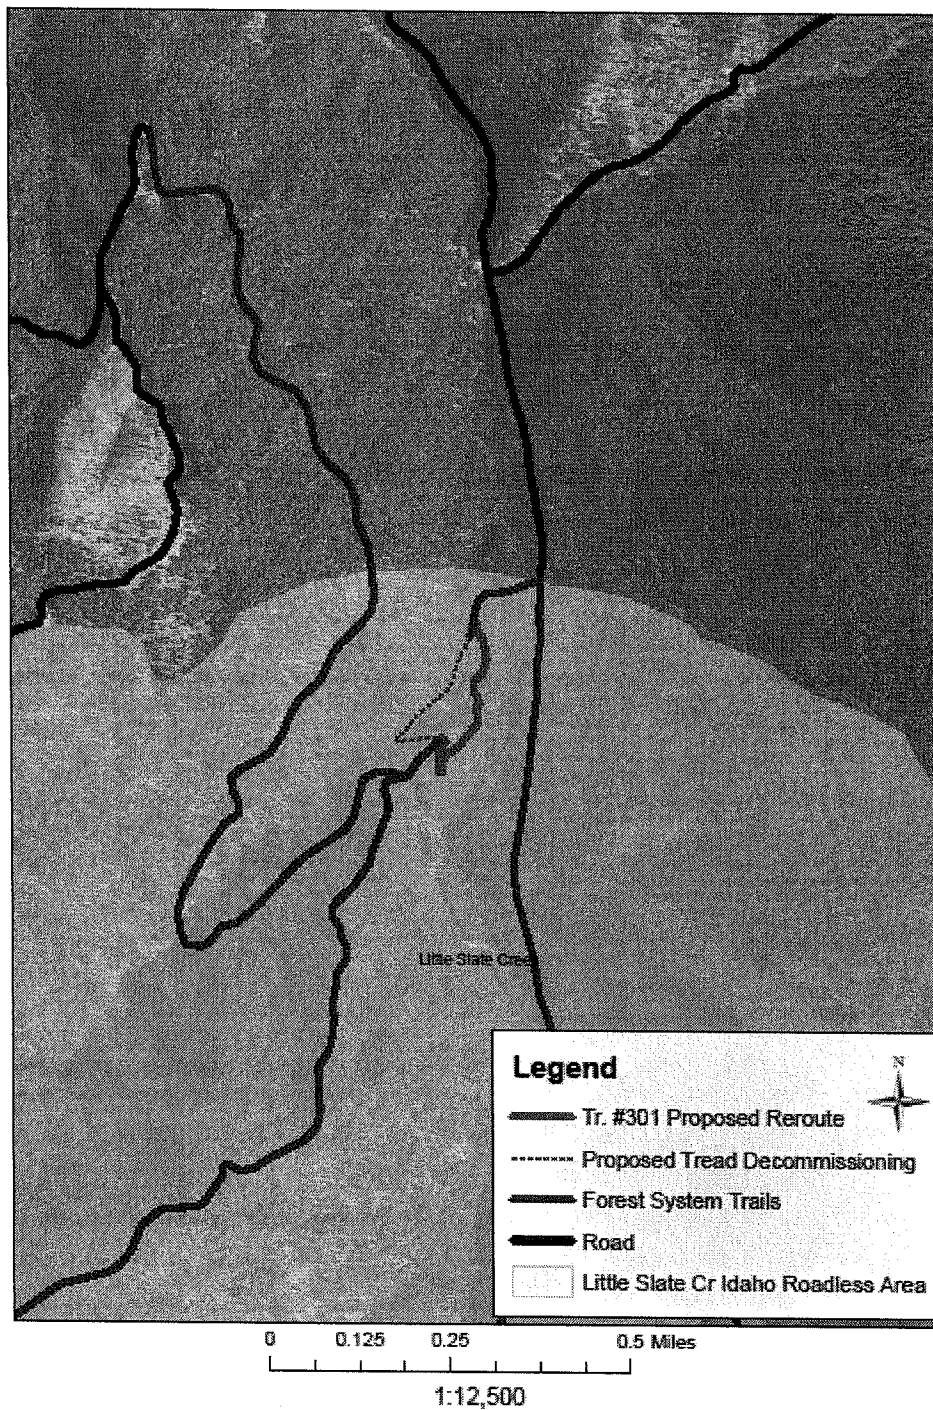 Little Slate Cree
Legend
N
Tr. #301 Proposed Reroute
Proposed Tread Decommissioning
Forest System Trails
Road
Little Slate Cr Idaho Roadless Area
0 0.125 0.25 0.5 Miles
1:12,500